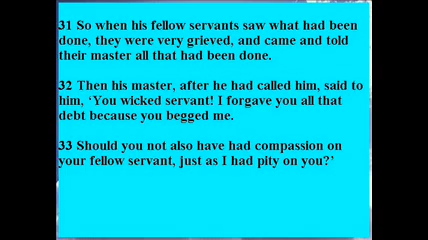 31 So when his fellow servants saw what had been
done, they were very grieved, and came and told
their master all that had been done.
32 Then his master, after he had called him, said to
him, ‘You wicked servant! I forgave you all that
debt because you begged me.
33 Should you not also have had compassion on
your fellow servant, just as I had pity on you?’